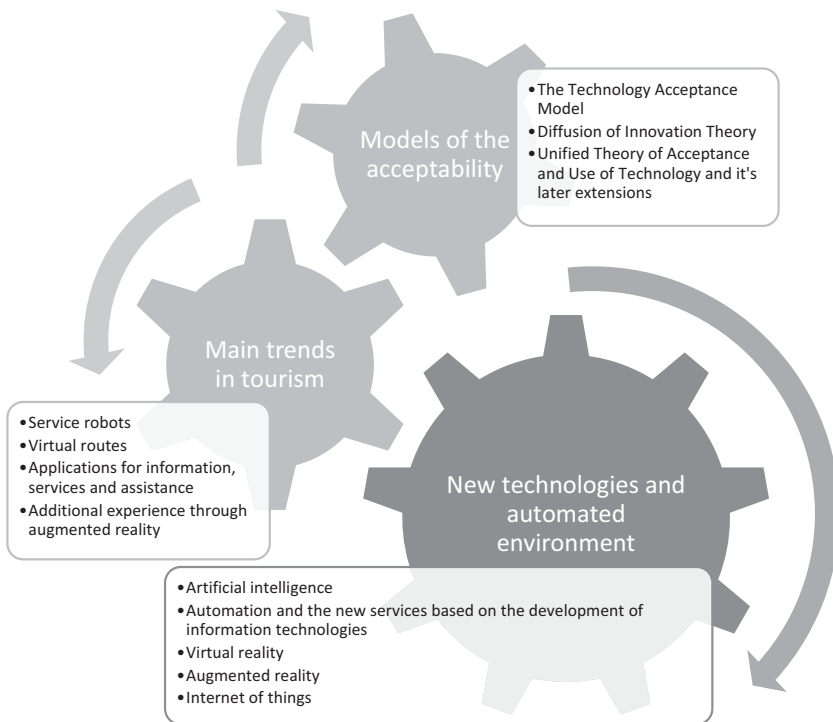 Models of the
acceptability
•The Technology Acceptance
Model
•Diffusion of Innovation Theory
•Unified Theory of Acceptance
and Use of Technology and it's
later extensions
Main trends
in tourism
•Service robots
•Virtual routes
•Applications for information,
services and assistance
•Additional experience through
augmented reality
New technologies and
automated
environment
•Artificial intelligence
•Automation and the new services based on the development of
information technologies
•Virtual reality
•Augmented reality
•Internet of things